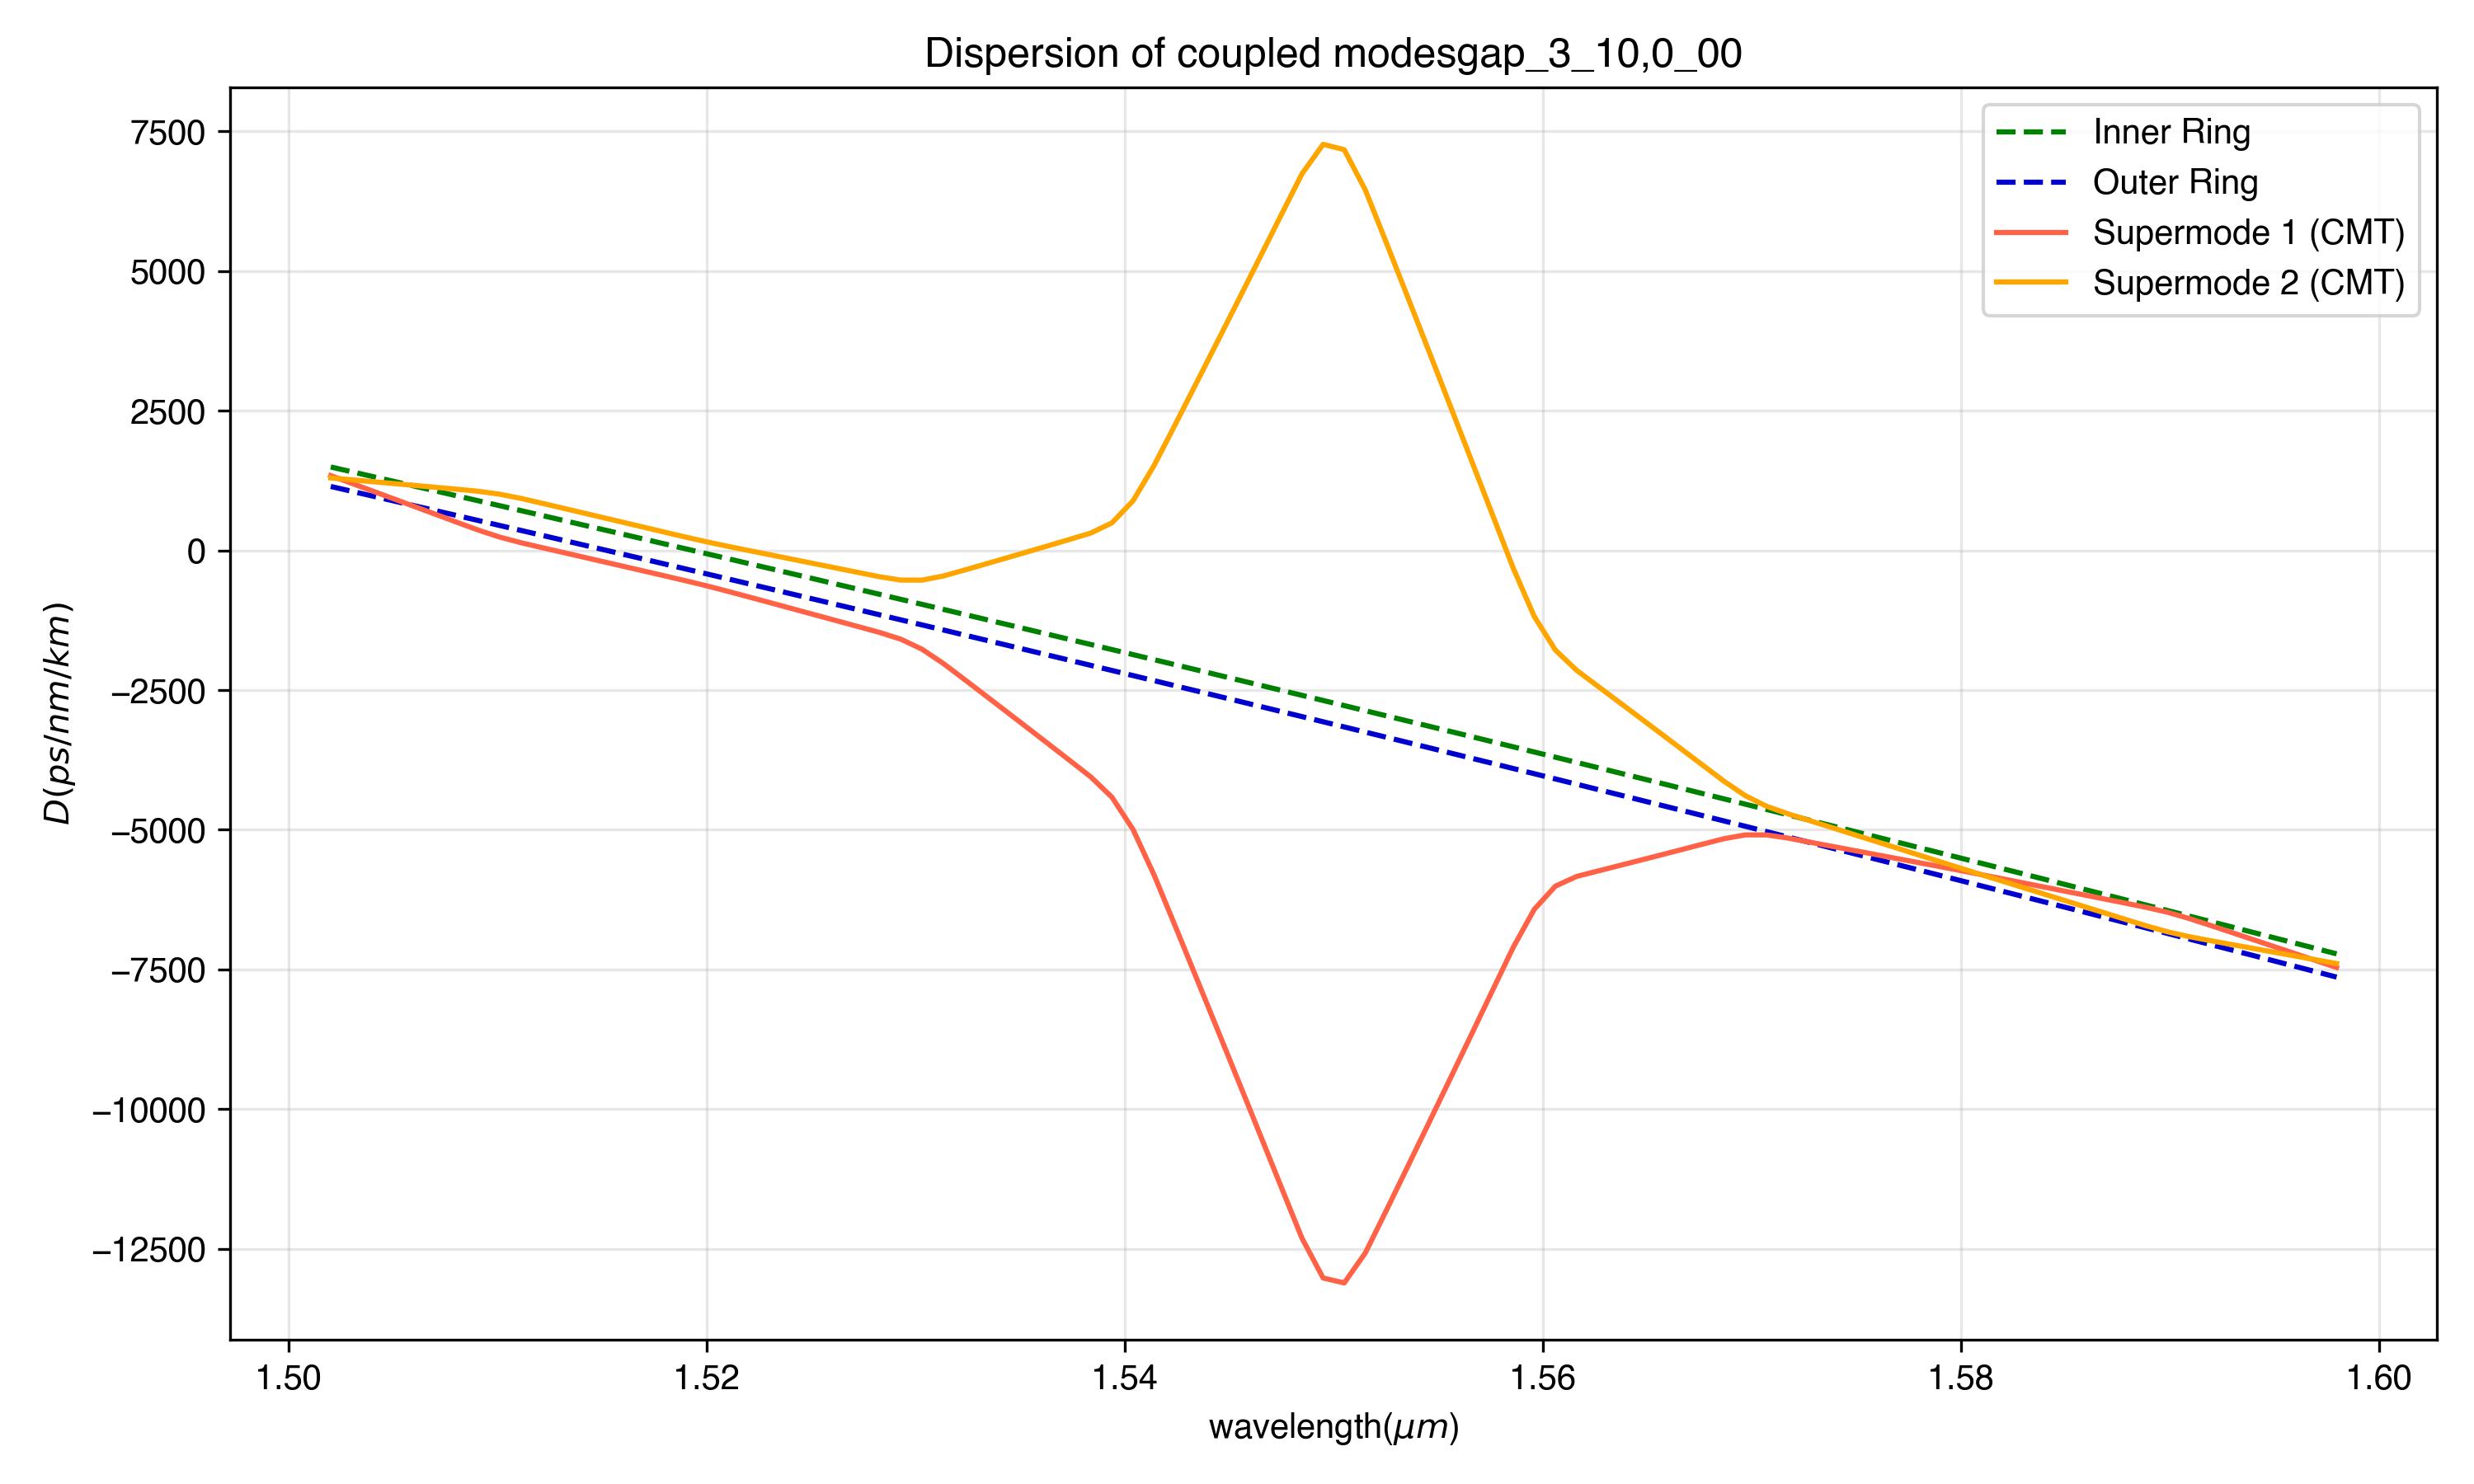 Dispersion of coupled modesgap_3_10,0_00
7500
5000
2500
0
−2500
−5000
−7500
−10000
−12500
D(ps/nm/km)
Inner Ring
Outer Ring
Supermode 1 (CMT)
Supermode 2 (CMT)
1.50 1.52 1.54 1.56 1.58 1.60
wavelength(μm)